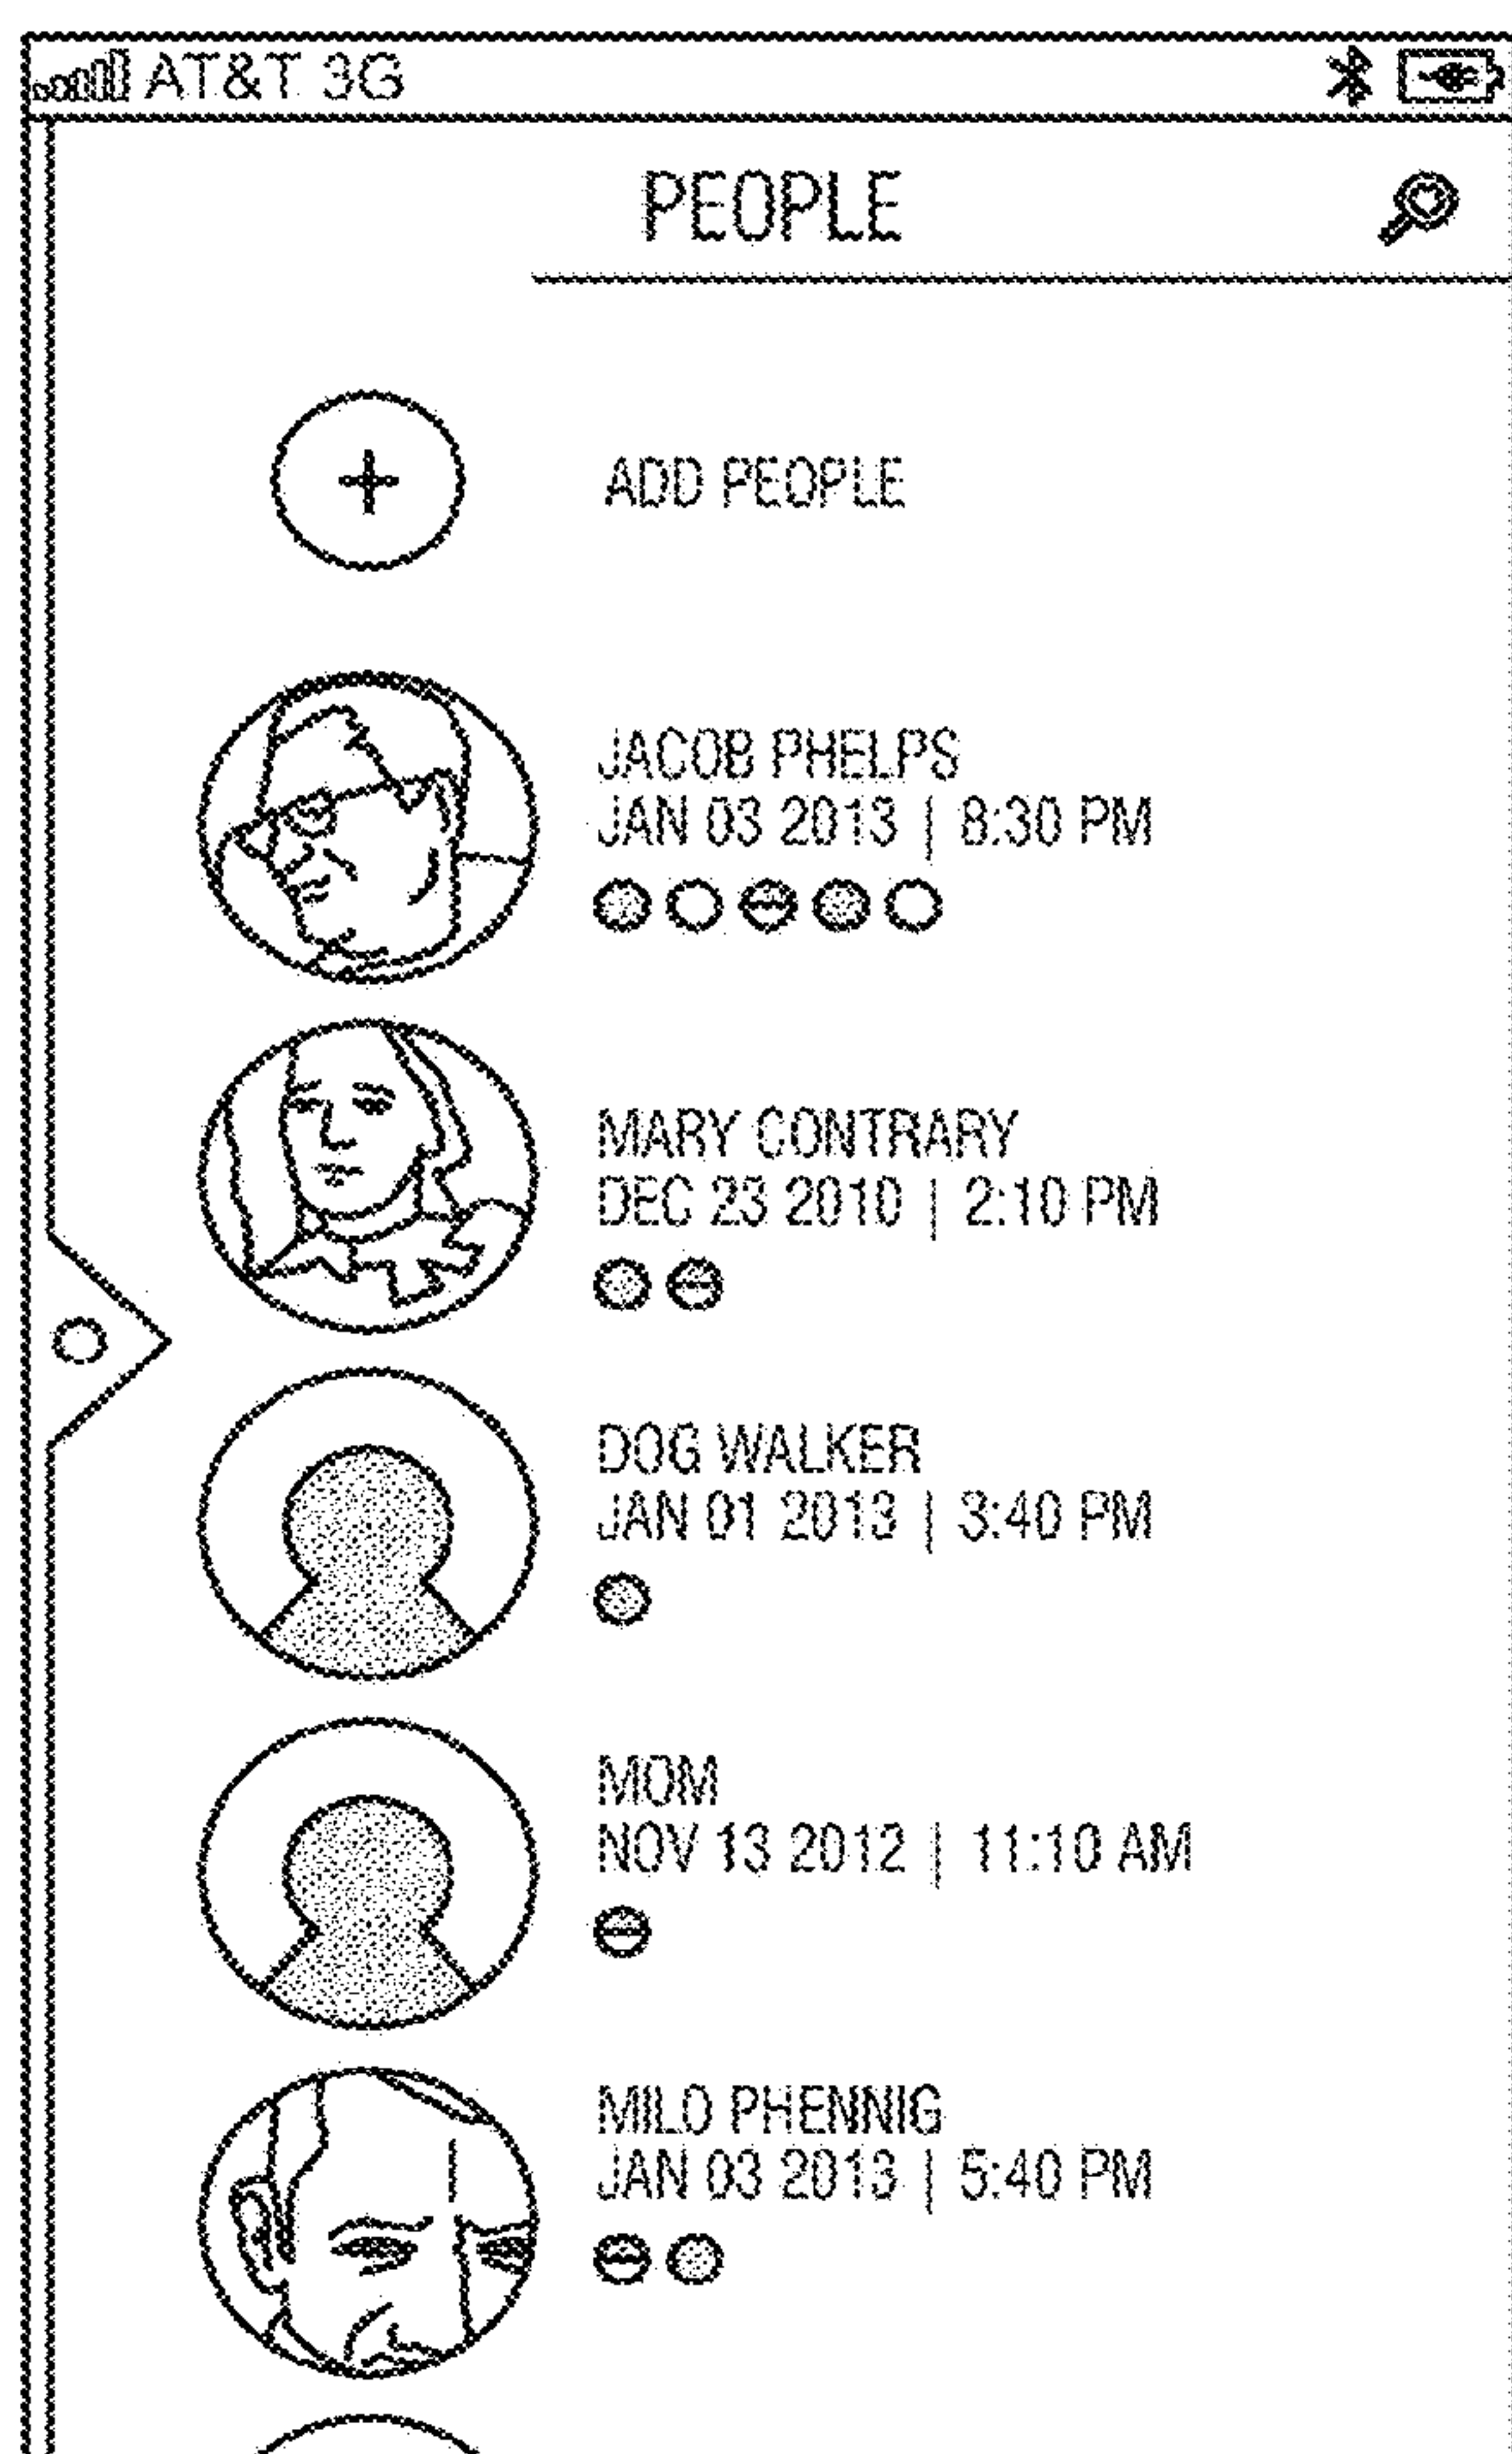 AT&T 3G
PEOPLE
ADD PEOPLE
JACOB PHELPS
JAN 03 2013 | 8:30 PM
MARY CONTRARY
DEC 23 2010 | 2:10 PM
DOG WALKER
JAN 01 2013 | 3:40 PM
MOM
NOV 13 2012 | 11:10 AM
MILO PHENNIG
JAN 03 2013 | 5:40 PM